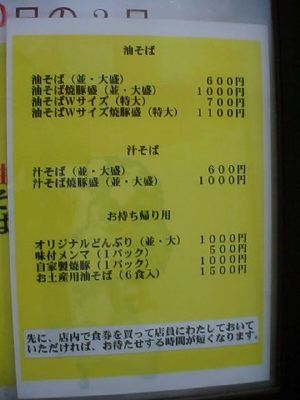 日の3日
油そば
油そば（並・大盛） 600円
油そば焼豚盛（並・大盛） 1000円
油そばWサイズ（特大） 700円
油そばWサイズ焼豚盛（特大） 1100円
汁そば
汁そば（並・大盛） 600円
汁そば焼豚盛（並・大盛） 1000円
お持ち帰り用
オリジナルどんぶり（並・大） 1000円
味付メンマ（1パック） 500円
自家製焼豚（1パック） 1000円
お土産用油そば（6食入） 1500円
先に、店内で食券を買って店員にわたしておいて
いただければ、お待たせする時間が短くなります。